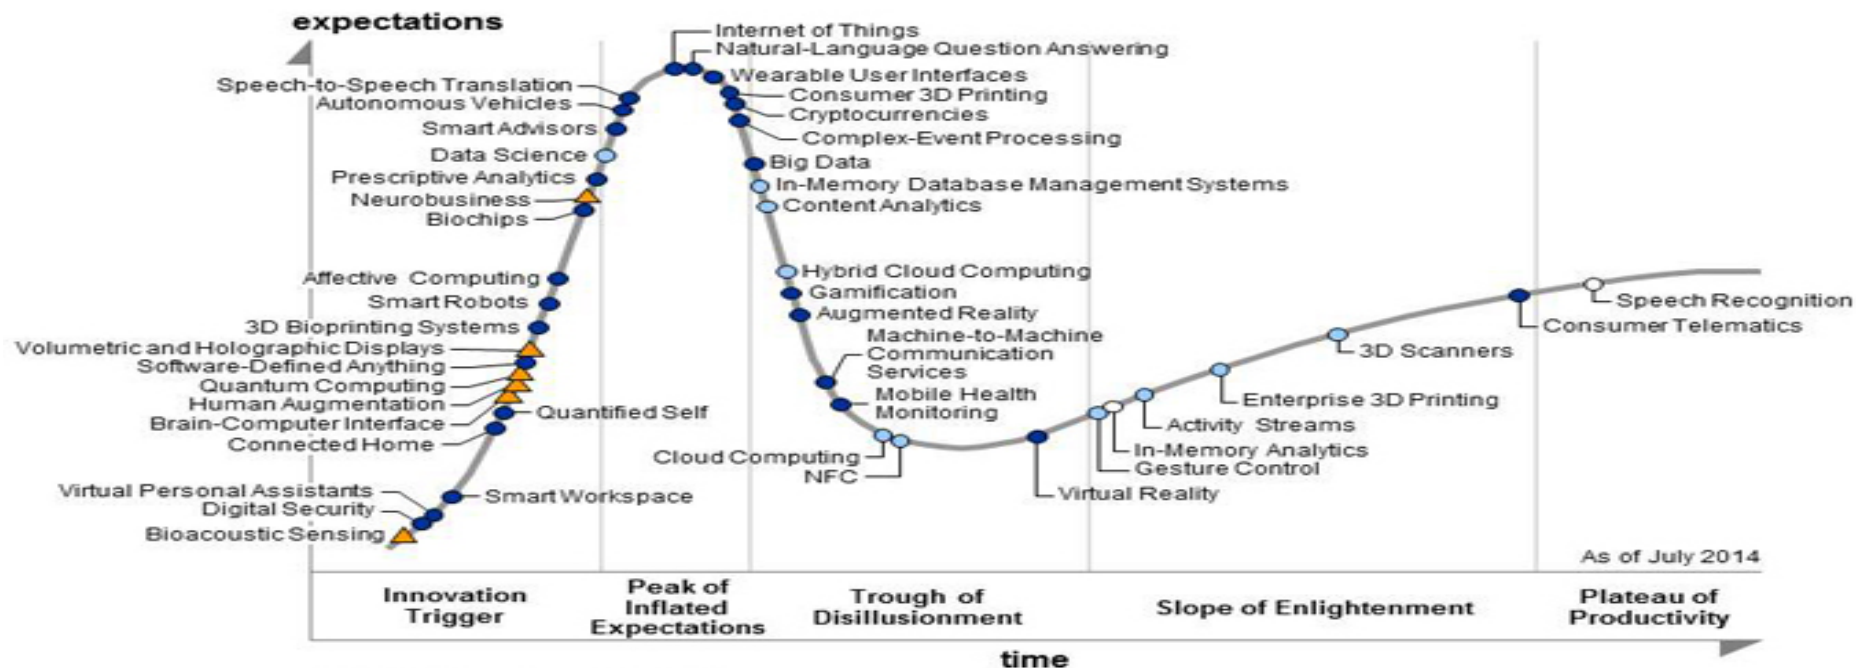 expectations
Internet of Things
Natural-Language Question Answering
Wearable User Interfaces
Speech-to-Speech Translation
Consumer 3D Printing
Autonomous Vehicles
Cryptocurrencies
Smart Advisors
Complex-Event Processing
Data Science
Big Data
Prescriptive Analytics
In-Memory Database Management Systems
Neurobusiness
Content Analytics
Biochips
Hybrid Cloud Computing
Affective Computing
Gamification
Smart Robots
Augmented Reality
3D Bioprinting Systems
Machine-to-Machine
Communication
Services
Volumetric and Holographic Displays
Software-Defined Anything
Quantum Computing
Human Augmentation
Brain-Computer Interface
Connected Home
Quantified Self
Mobile Health
Monitoring
Speech Recognition
Consumer Telematics
3D Scanners
Enterprise 3D Printing
Activity Streams
In-Memory Analytics
Gesture Control
Cloud Computing
NFC
Virtual Reality
Virtual Personal Assistants
Smart Workspace
Digital Security
Bioacoustic Sensing
As of July 2014
Innovation
Trigger
Peak of
Inflated
Expectations
Trough of
Disillusionment
Slope of Enlightenment
Plateau of
Productivity
time